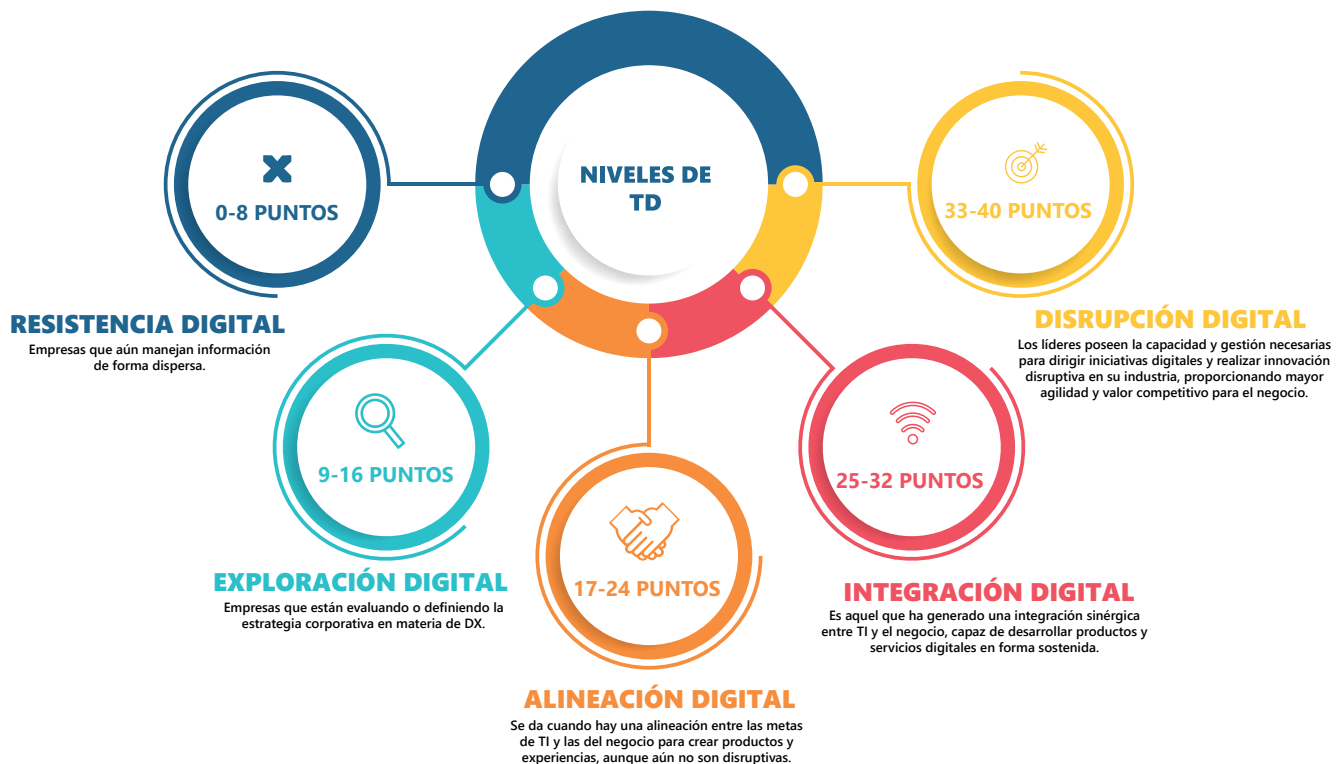 NIVELES DE
TD
0-8 PUNTOS
RESISTENCIA DIGITAL
Empresas que aún manejan información
de forma dispersa.
9-16 PUNTOS
EXPLORACIÓN DIGITAL
Empresas que están evaluando o definiendo la
estrategia corporativa en materia de DX.
17-24 PUNTOS
ALINEACIÓN DIGITAL
Se da cuando hay una alineación entre las metas
de TI y las del negocio para crear productos y
experiencias, aunque aún no son disruptivas.
25-32 PUNTOS
INTEGRACIÓN DIGITAL
Es aquel que ha generado una integración sinérgica
entre TI y el negocio, capaz de desarrollar productos y
servicios digitales en forma sostenida.
33-40 PUNTOS
DISRUPCIÓN DIGITAL
Los líderes poseen la capacidad y gestión necesarias
para dirigir iniciativas digitales y realizar innovación
disruptiva en su industria, proporcionando mayor
agilidad y valor competitivo para el negocio.